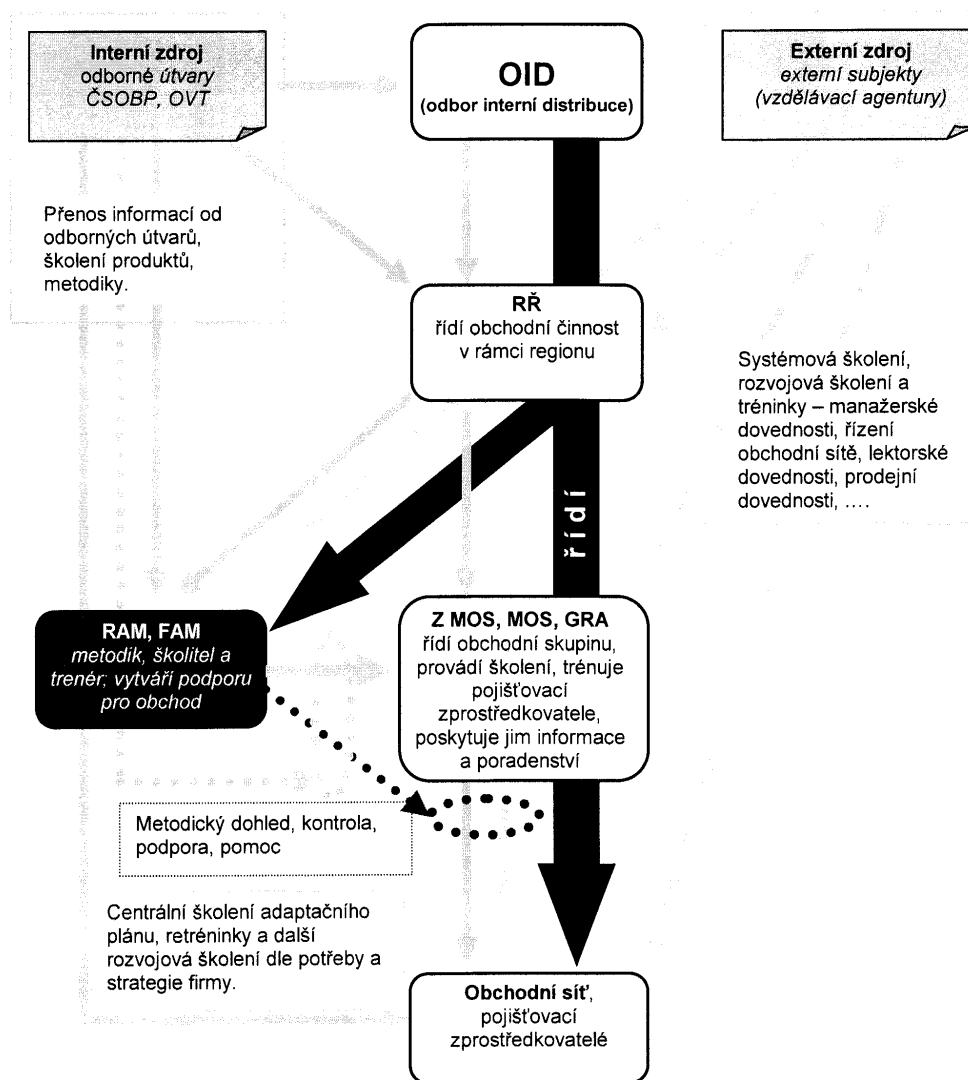 Interní zdroj
odborné útvary
ČSOBP, OVT
OID
(odbor interní distribuce)
Externí zdroj
externí subjekty
(vzdělávací agentury)
Přenos informací od
odborných útvarů,
školení produktů,
metodiky.
RŘ
řídí obchodní činnost
v rámci regionu
Systémová školení,
rozvojová školení a
tréninky – manažerské
dovednosti, řízení
obchodní sítě, lektorské
dovednosti, prodejní
dovednosti, ….
řídí
RAM, FAM
metodik, školitel a
trenér; vytváří podporu
pro obchod
Z MOS, MOS, GRA
řídí obchodní skupinu,
provádí školení, trénuje
pojišťovací
zprostředkovatele,
poskytuje jim informace
a poradenství
Metodický dohled, kontrola,
podpora, pomoc
Centrální školení adaptačního
plánu, retréninky a další
rozvojová školení dle potřeby a
strategie firmy.
Obchodní síť,
pojišťovací
zprostředkovatelé